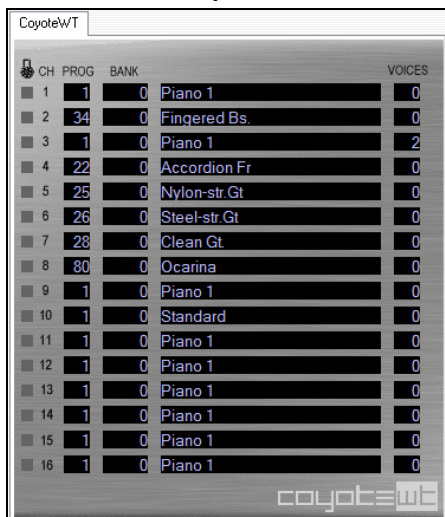 CoyoteWT
CH PROG BANK VOICES
1 1 0 Piano 1 0
2 34 0 Fingered Bs. 0
3 1 0 Piano 1 2
4 22 0 Accordion Fr 0
5 25 0 Nylon-str.Gt 0
6 26 0 Steel-str.Gt 0
7 28 0 Clean Gt. 0
8 80 0 Ocarina 0
9 1 0 Piano 1 0
10 1 0 Standard 0
11 1 0 Piano 1 0
12 1 0 Piano 1 0
13 1 0 Piano 1 0
14 1 0 Piano 1 0
15 1 0 Piano 1 0
16 1 0 Piano 1 0
coyotewt